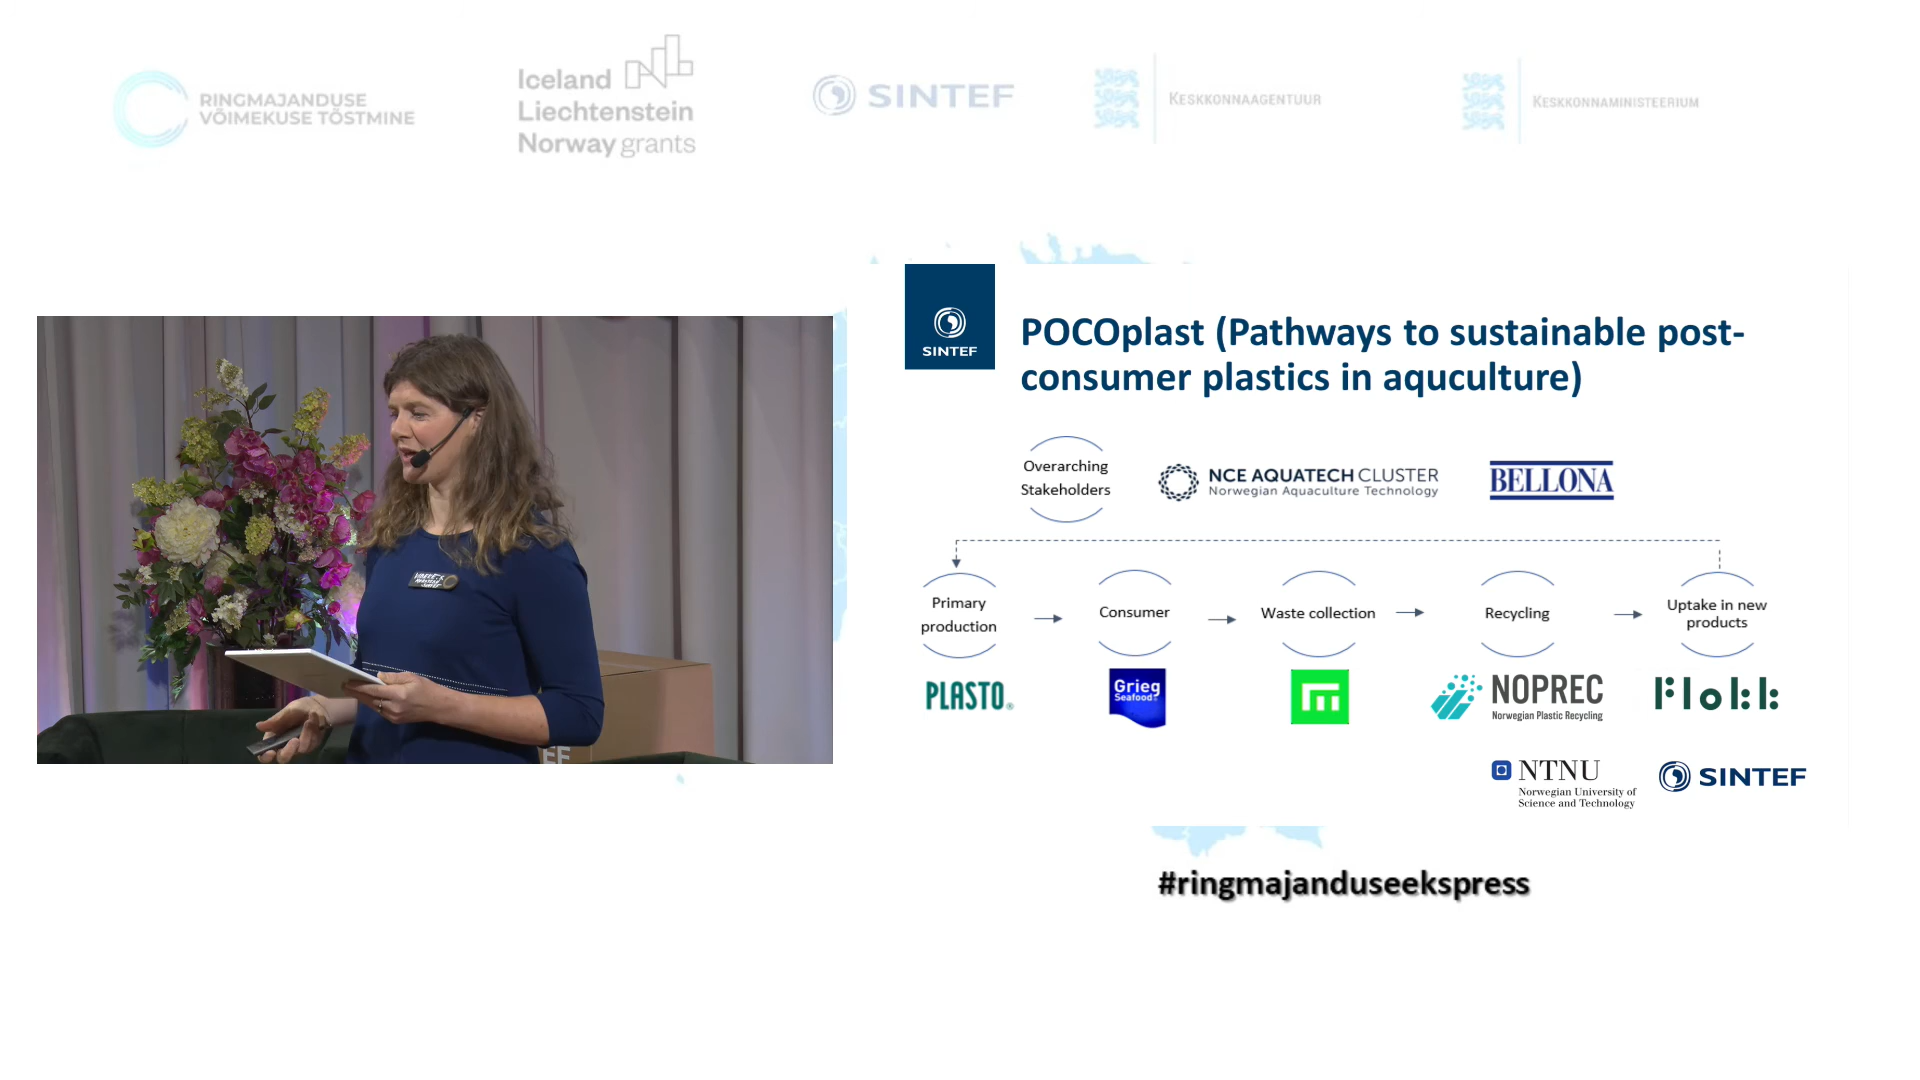 RINGMAJANDUSE
VÕIMEKUSE TÕSTMINE
Iceland
Liechtenstein
Norway grants
SINTEF
KESKKONNAAGENTUUR
KESKKONNAMINISTEERIUM
SINTEF
POCOplast (Pathways to sustainable post-
consumer plastics in aquculture)
Overarching
Stakeholders
NCE AQUATECH CLUSTER
Norwegian Aquaculture Technology
BELLONA
Primary
production
Consumer
Waste collection
Recycling
Uptake in new
products
PLASTO®
Grieg
Seafood®
NOPREC
Norwegian Plastic Recycling
Flokk
NTNU
Norwegian University of
Science and Technology
SINTEF
EF
#ringmajanduseekspress